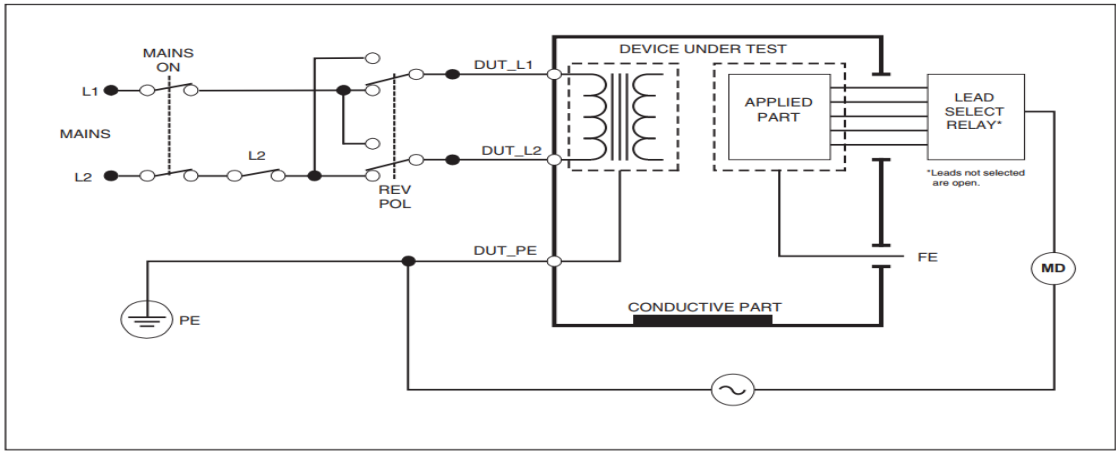 MAINS
ON
L1
MAINS
L2
L2
REV
POL
DUT_L1
DUT_L2
DUT_PE
PE
DEVICE UNDER TEST
APPLIED
PART
LEAD
SELECT
RELAY*
*Leads not selected
are open.
FE
MD
CONDUCTIVE PART